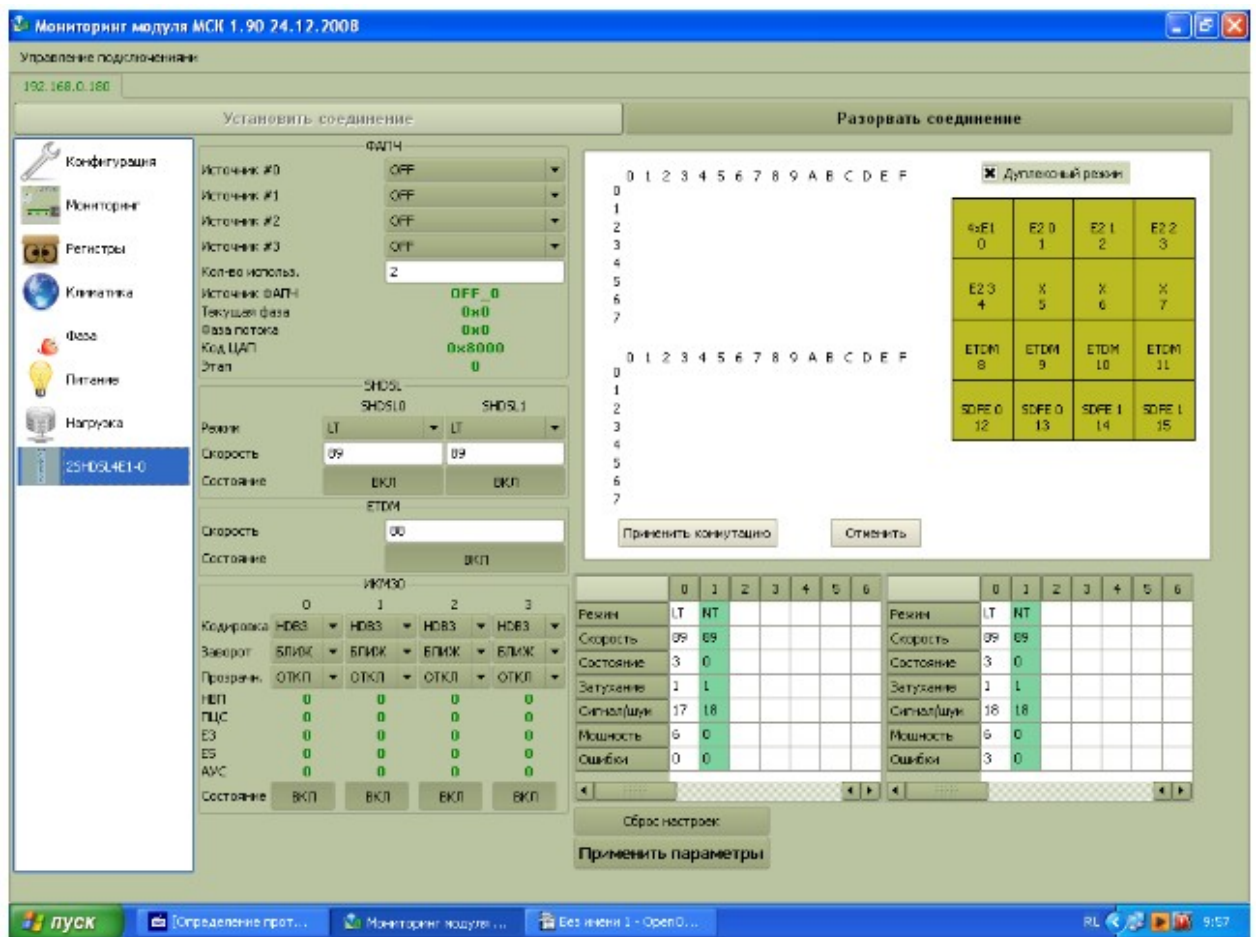 Мониторинг модуля МСК 1.90 24.12.2008
Управление подключениями
192.168.0.180
Установить соединение
Разорвать соединение
Конфигурация
Мониторинг
Регистры
Климатика
Фаза
Питание
Нагрузка
2SHDSL4E1-0
ФАПЧ
Источник #0 OFF
Источник #1 OFF
Источник #2 OFF
Источник #3 OFF
Кол-во использ. 2
Источник ФАПЧ OFF_0
Текущая фаза 0x0
Фаза потока 0x0
Код ЦАП 0x8000
Этап 0
SHDSL
SHDSL0 SHDSL1
Режим LT LT
Скорость 89 89
Состояние ВКЛ ВКЛ
ETDM
Скорость 00
Состояние ВКЛ
ИКМ30
0 1 2 3
Кодировка HDB3 HDB3 HDB3 HDB3
Заворот БЛИЖ БЛИЖ БЛИЖ БЛИЖ
Прозрачн. ОТКЛ ОТКЛ ОТКЛ ОТКЛ
НВП 0 0 0 0
ПЦС 0 0 0 0
E3 0 0 0 0
E5 0 0 0 0
АУС 0 0 0 0
Состояние ВКЛ ВКЛ ВКЛ ВКЛ
0 1 2 3 4 5 6 7 8 9 A B C D E F
0
1
2
3
4
5
6
7
0 1 2 3 4 5 6 7 8 9 A B C D E F
0
1
2
3
4
5
6
7
Применить коммутацию Отменить
Дуплексный режим
4xE1 E2 0 E2 1 E2 2
0 1 2 3
E2 3 X X X
4 5 6 7
ETDM ETDM ETDM ETDM
8 9 10 11
SDFE 0 SDFE 0 SDFE 1 SDFE 1
12 13 14 15
0 1 2 3 4 5 6
Режим LT NT
Скорость 89 89
Состояние 3 0
Затухание 1 1
Сигнал/шум 17 18
Мощность 6 0
Ошибки 0 0
0 1 2 3 4 5 6
Режим LT NT
Скорость 89 89
Состояние 3 0
Затухание 1 1
Сигнал/шум 18 18
Мощность 6 0
Ошибки 3 0
Сброс настроек
Применить параметры
пуск
[Определение прот...
Мониторинг модуля ...
Без имени 1 - OpenO...
RL
9:57